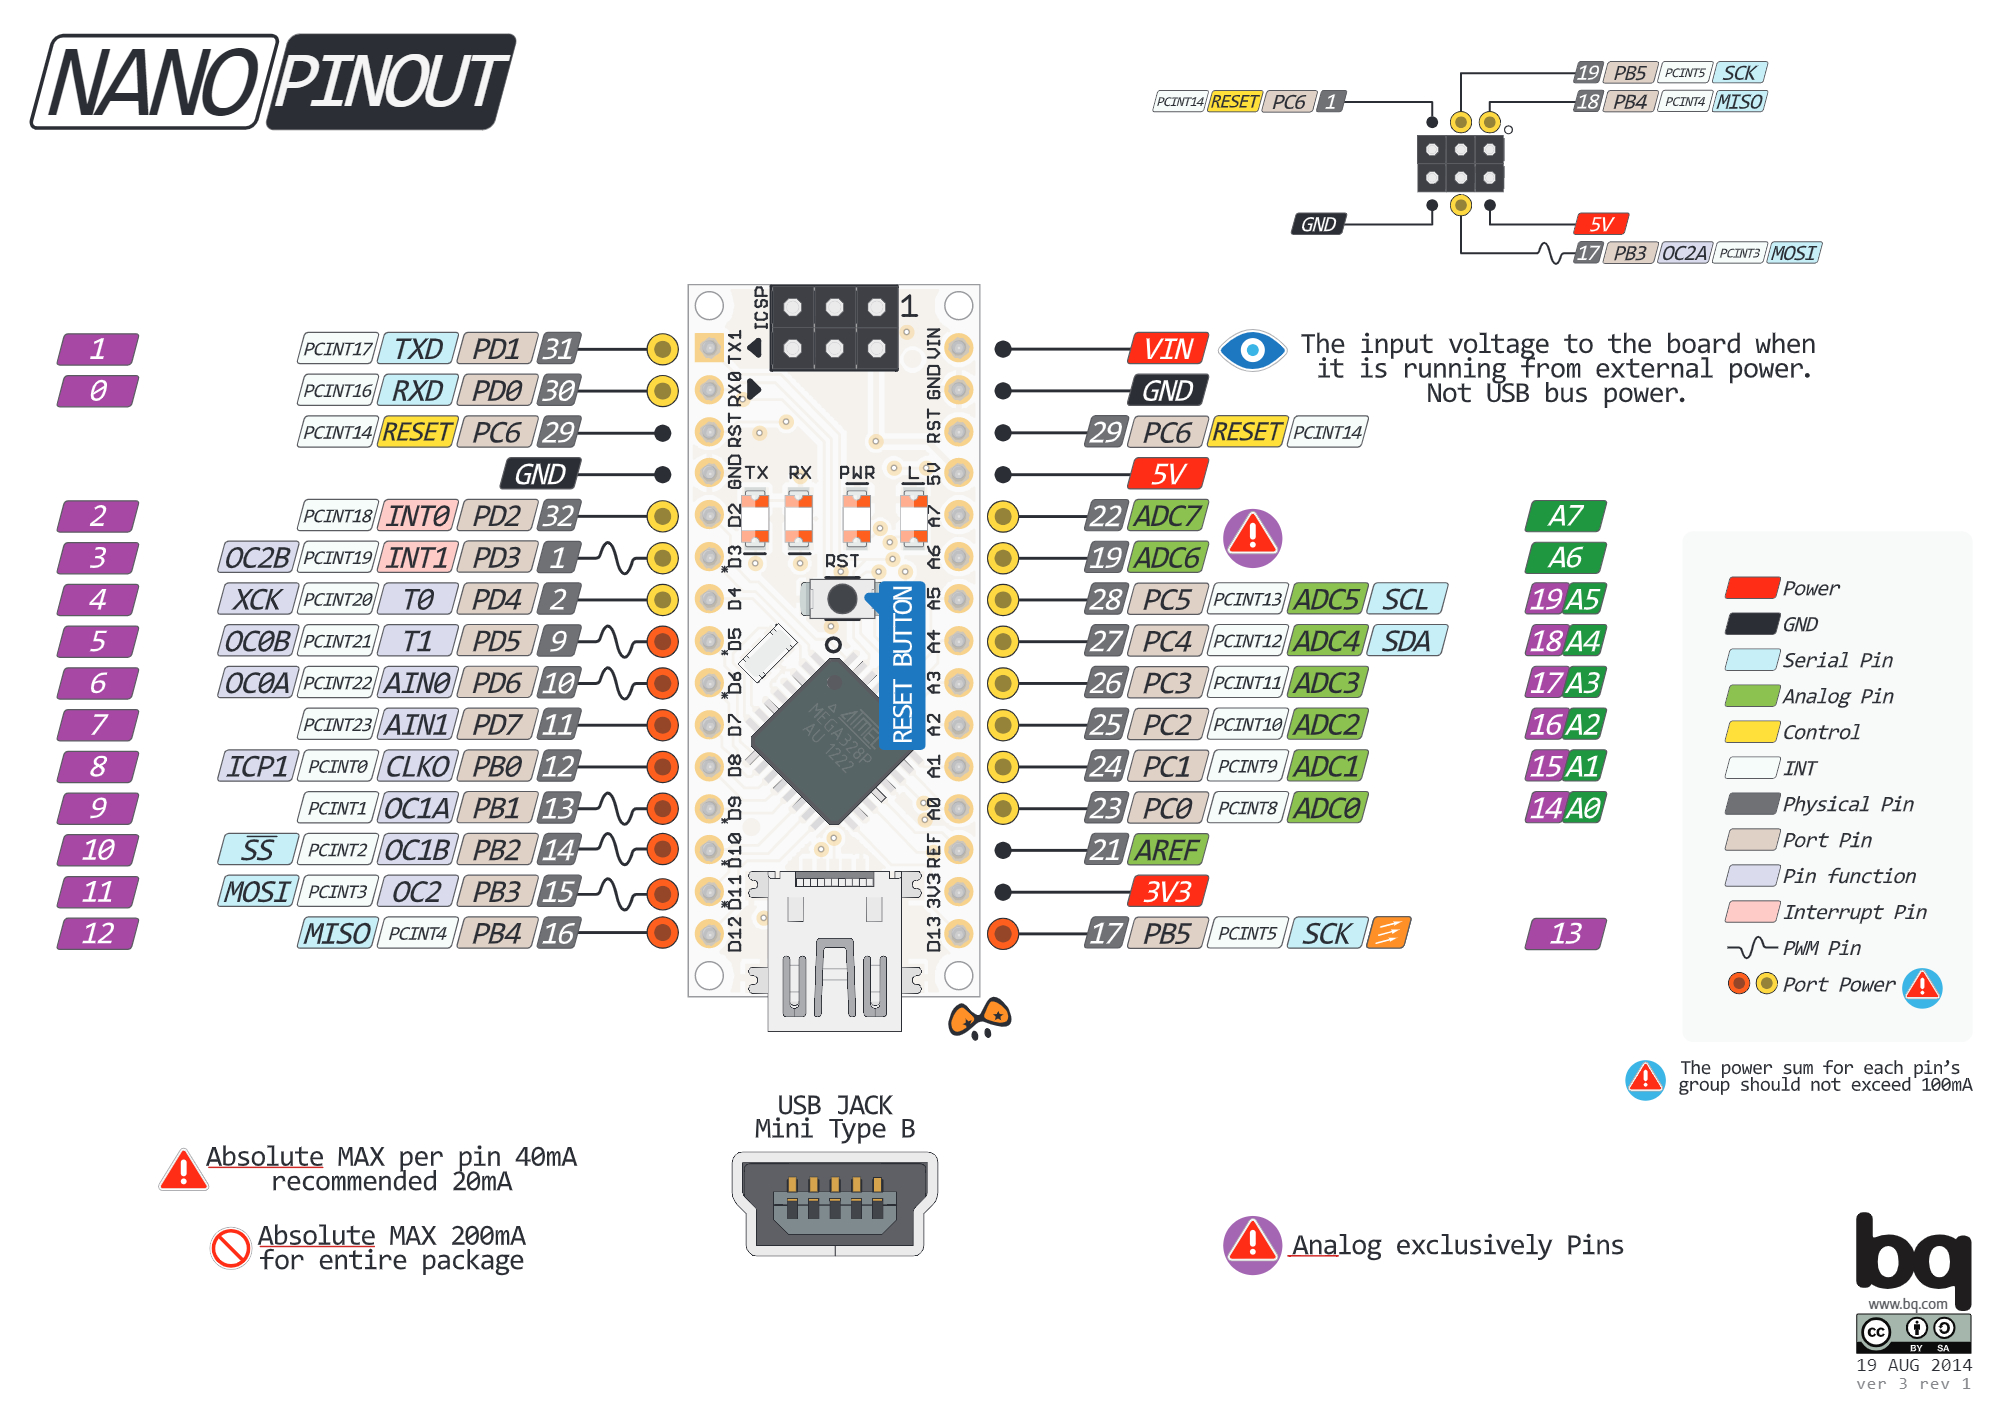 NANO PINOUT
19 PB5 PCINT5 SCK
PCINT14 RESET PC6 1
18 PB4 PCINT4 MISO
GND
5V
17 PB3 OC2A PCINT3 MOSI
ICSP
1
1 PCINT17 TXD PD1 31 TX1 VIN VIN
The input voltage to the board when
it is running from external power.
Not USB bus power.
0 PCINT16 RXD PD0 30 RX0 GND GND
PCINT14 RESET PC6 29 RST RST 29 PC6 RESET PCINT14
GND GND 5V 5V
TX RX PWR L
2 PCINT18 INT0 PD2 32 D2 A7 22 ADC7 A7
3 OC2B PCINT19 INT1 PD3 1 *D3 A6 19 ADC6 A6
RST
4 XCK PCINT20 T0 PD4 2 D4 A5 28 PC5 PCINT13 ADC5 SCL 19 A5
RESET BUTTON
5 OC0B PCINT21 T1 PD5 9 *D5 A4 27 PC4 PCINT12 ADC4 SDA 18 A4
6 OC0A PCINT22 AIN0 PD6 10 *D6 A3 26 PC3 PCINT11 ADC3 17 A3
7 PCINT23 AIN1 PD7 11 D7 A2 25 PC2 PCINT10 ADC2 16 A2
ATMEL
MEGA328P
AU 1222
8 ICP1 PCINT0 CLKO PB0 12 D8 A1 24 PC1 PCINT9 ADC1 15 A1
9 PCINT1 OC1A PB1 13 *D9 A0 23 PC0 PCINT8 ADC0 14 A0
10 SS PCINT2 OC1B PB2 14 *D10 REF 21 AREF
11 MOSI PCINT3 OC2 PB3 15 *D11 3V3 3V3
12 MISO PCINT4 PB4 16 D12 D13 17 PB5 PCINT5 SCK 13
Power
GND
Serial Pin
Analog Pin
Control
INT
Physical Pin
Port Pin
Pin function
Interrupt Pin
PWM Pin
Port Power
The power sum for each pin’s
group should not exceed 100mA
USB JACK
Mini Type B
Absolute MAX per pin 40mA
recommended 20mA
Absolute MAX 200mA
for entire package
Analog exclusively Pins
bq
www.bq.com
cc BY SA
19 AUG 2014
ver 3 rev 1